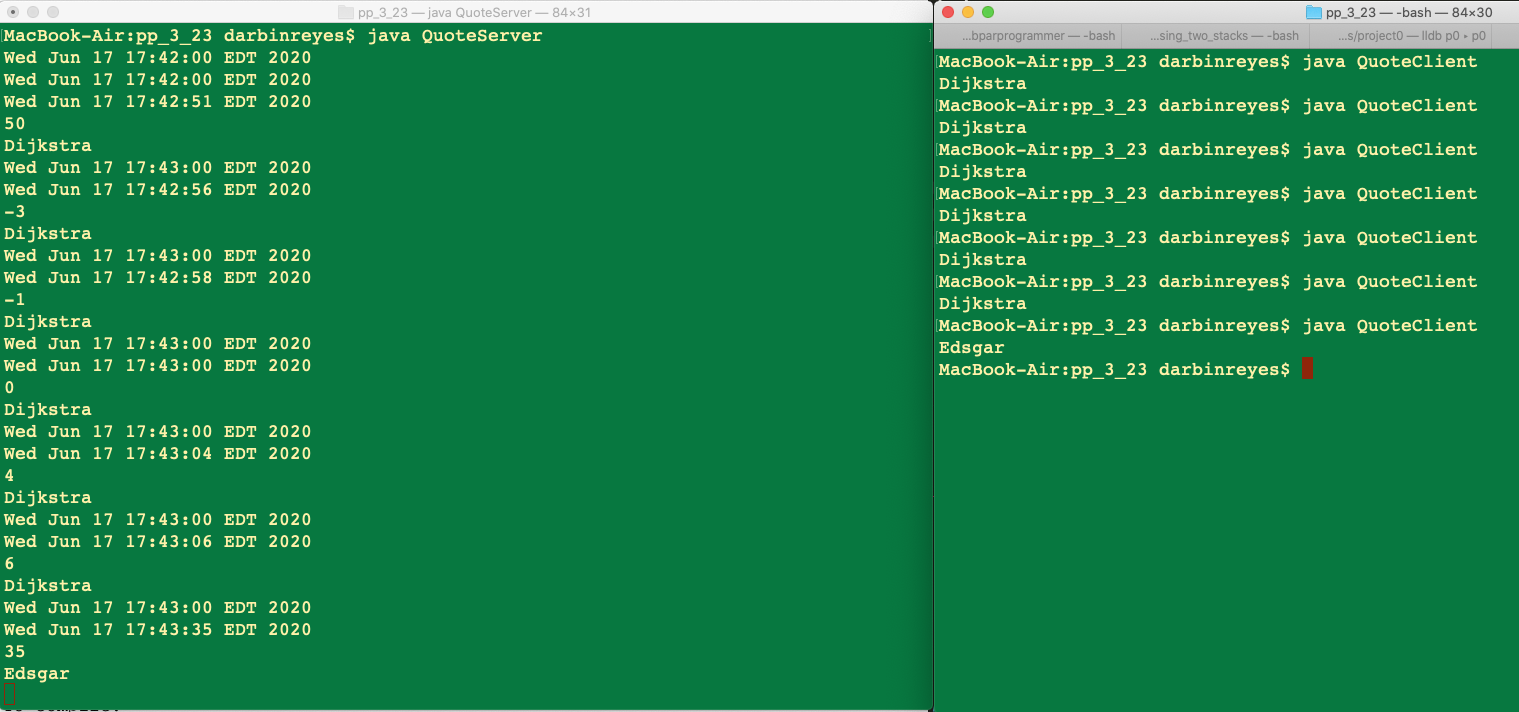 pp_3_23 — java QuoteServer — 84×31
MacBook-Air:pp_3_23 darbinreyes$ java QuoteServer
Wed Jun 17 17:42:00 EDT 2020
Wed Jun 17 17:42:00 EDT 2020
Wed Jun 17 17:42:51 EDT 2020
50
Dijkstra
Wed Jun 17 17:43:00 EDT 2020
Wed Jun 17 17:42:56 EDT 2020
-3
Dijkstra
Wed Jun 17 17:43:00 EDT 2020
Wed Jun 17 17:42:58 EDT 2020
-1
Dijkstra
Wed Jun 17 17:43:00 EDT 2020
Wed Jun 17 17:43:00 EDT 2020
0
Dijkstra
Wed Jun 17 17:43:00 EDT 2020
Wed Jun 17 17:43:04 EDT 2020
4
Dijkstra
Wed Jun 17 17:43:00 EDT 2020
Wed Jun 17 17:43:06 EDT 2020
6
Dijkstra
Wed Jun 17 17:43:00 EDT 2020
Wed Jun 17 17:43:35 EDT 2020
35
Edsgar
pp_3_23 — -bash — 84×30
...bparprogrammer — -bash
...sing_two_stacks — -bash
...s/project0 — lldb p0 • p0
MacBook-Air:pp_3_23 darbinreyes$ java QuoteClient
Dijkstra
MacBook-Air:pp_3_23 darbinreyes$ java QuoteClient
Dijkstra
MacBook-Air:pp_3_23 darbinreyes$ java QuoteClient
Dijkstra
MacBook-Air:pp_3_23 darbinreyes$ java QuoteClient
Dijkstra
MacBook-Air:pp_3_23 darbinreyes$ java QuoteClient
Dijkstra
MacBook-Air:pp_3_23 darbinreyes$ java QuoteClient
Dijkstra
MacBook-Air:pp_3_23 darbinreyes$ java QuoteClient
Edsgar
MacBook-Air:pp_3_23 darbinreyes$